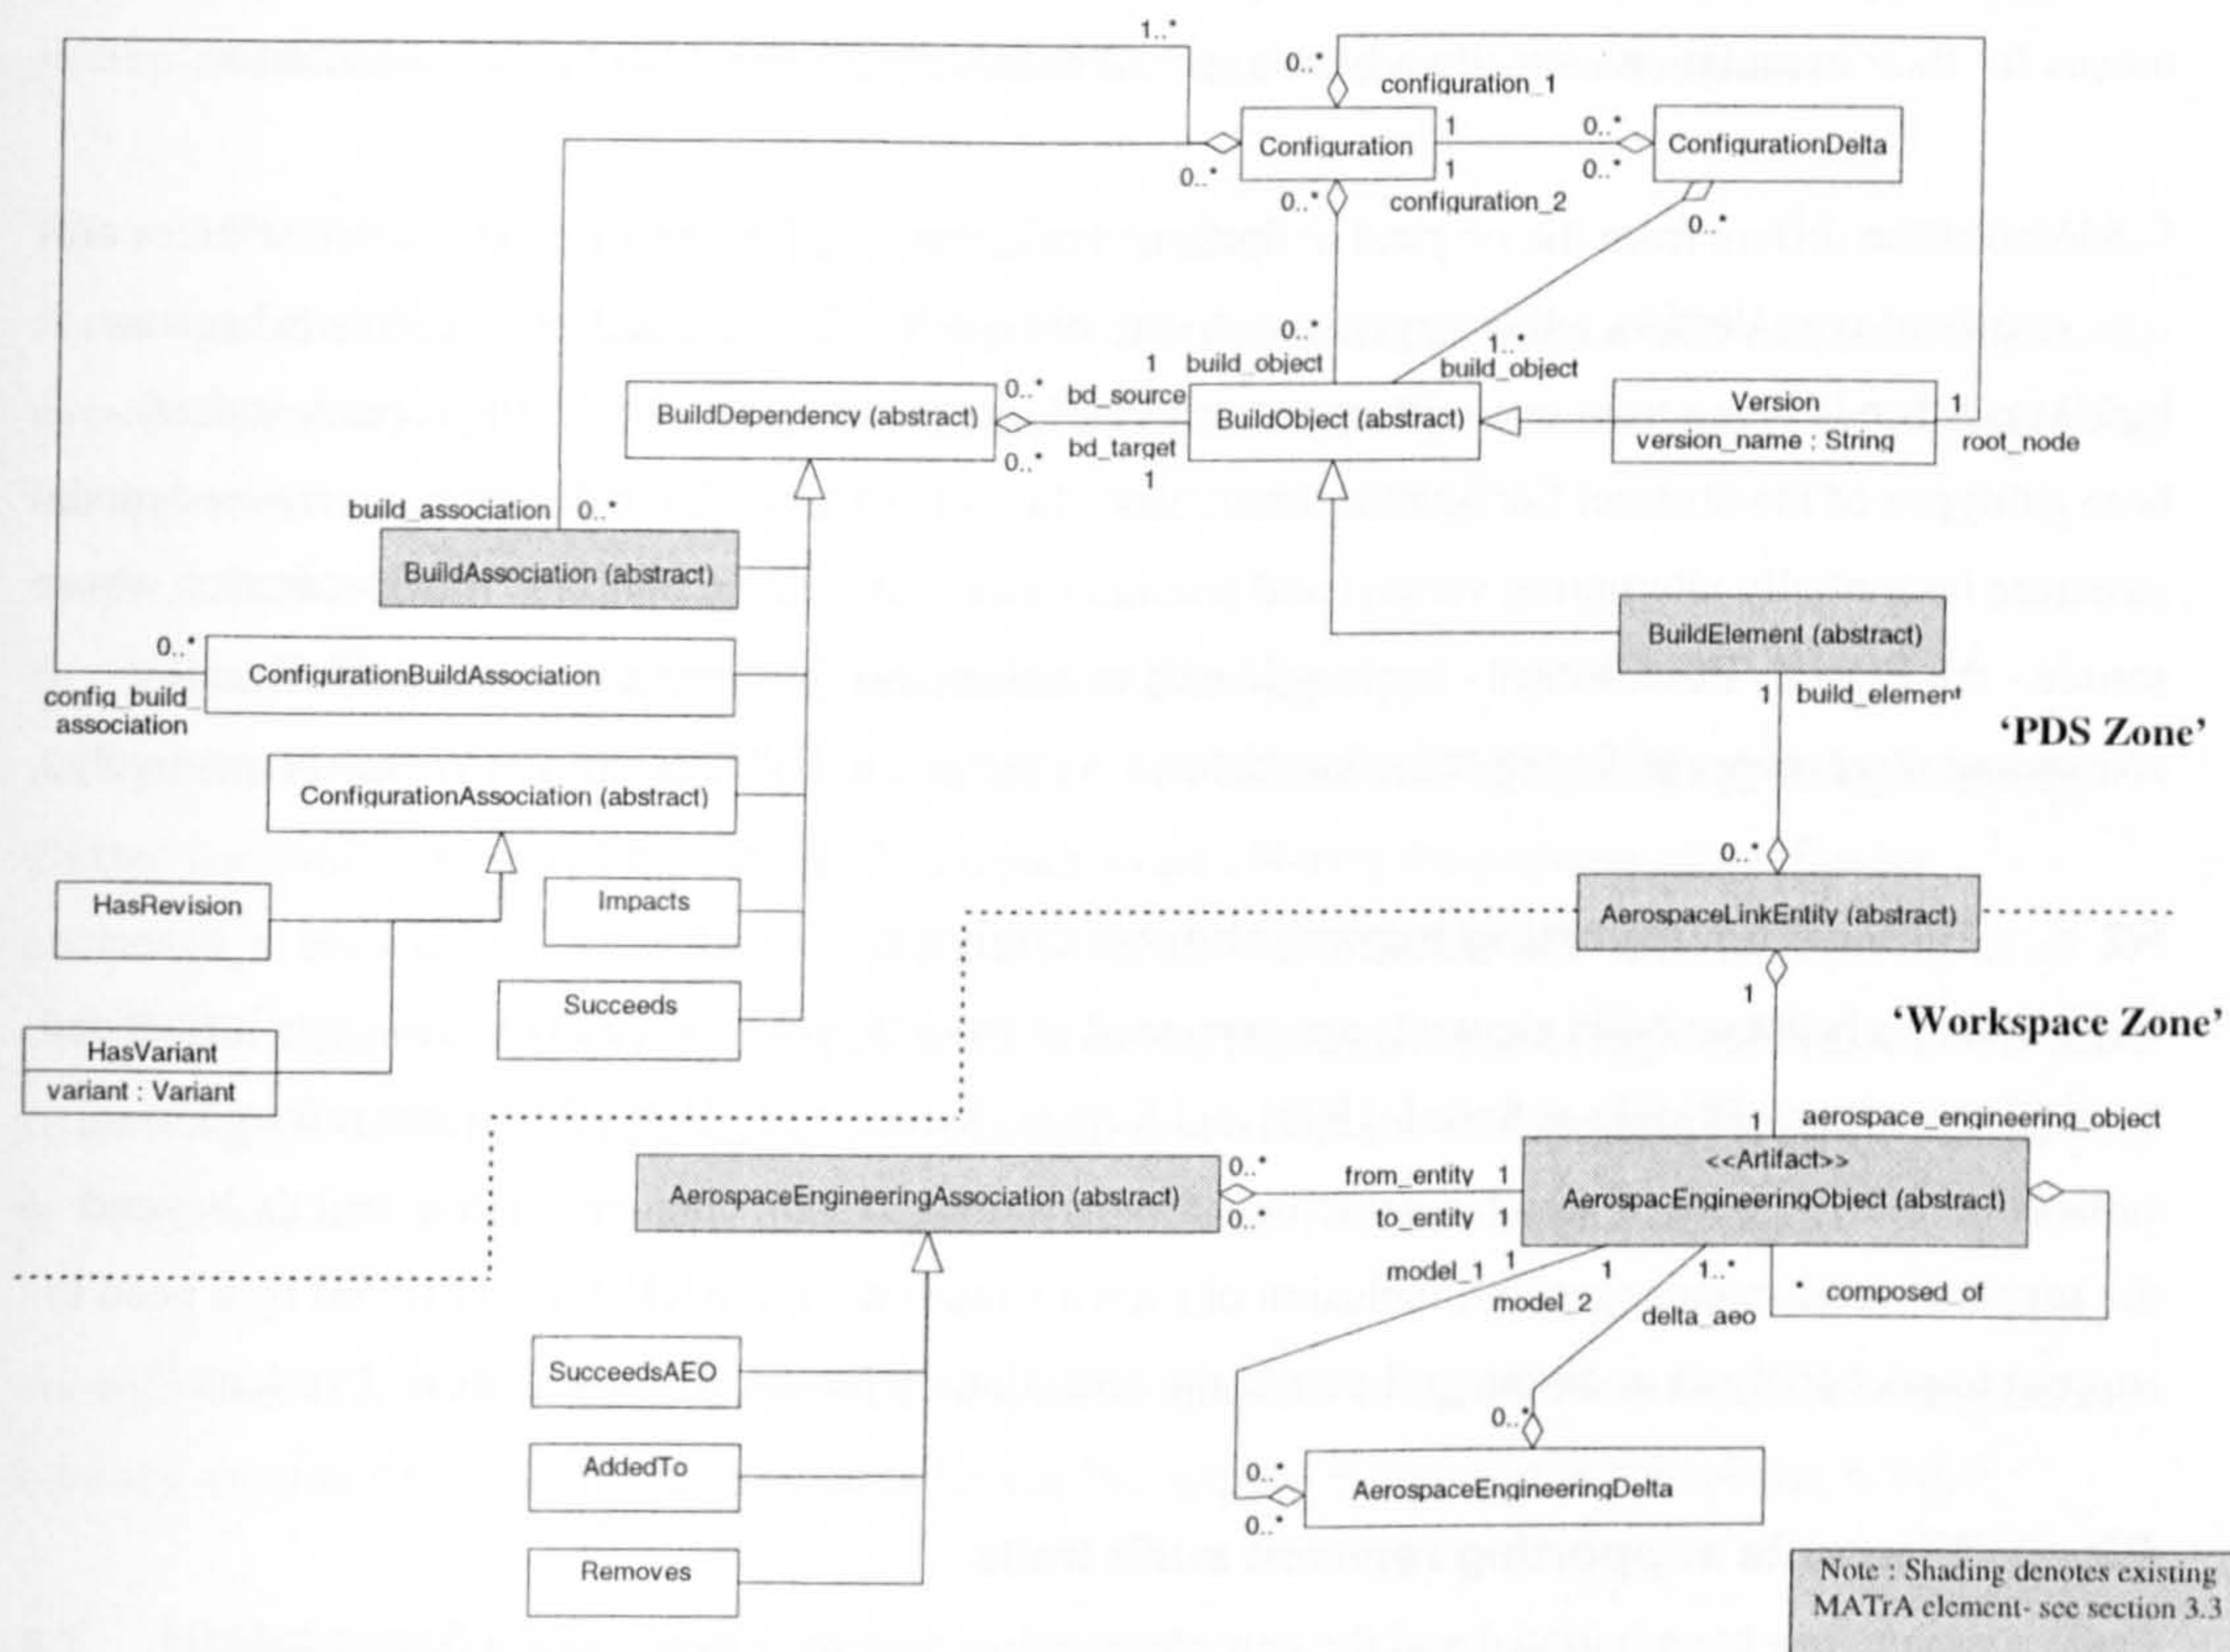 1..*
0..*
configuration_1
Configuration
1
0..*
ConfigurationDelta
0..*
1
0..*
0..*
configuration_2
0..*
0..*
1..*
1
build_object
build_object
BuildDependency (abstract)
0..*
bd_source
BuildObject (abstract)
Version
1
version_name : String
root_node
0..*
bd_target
1
build_association
0..*
BuildAssociation (abstract)
BuildElement (abstract)
0..*
ConfigurationBuildAssociation
config_build_
association
1
build_element
'PDS Zone'
ConfigurationAssociation (abstract)
0..*
HasRevision
Impacts
AerospaceLinkEntity (abstract)
Succeeds
1
'Workspace Zone'
HasVariant
variant : Variant
1
aerospace_engineering_object
<<Artifact>>
AerospaceEngineeringAssociation (abstract)
0..*
from_entity
1
AerospacEngineeringObject (abstract)
0..*
to_entity
1
model_1
1
1
1..*
*
composed_of
model_2
delta_aeo
SucceedsAEO
0..*
AddedTo
0..*
AerospaceEngineeringDelta
0..*
Removes
Note : Shading denotes existing
MATrA element- see section 3.3